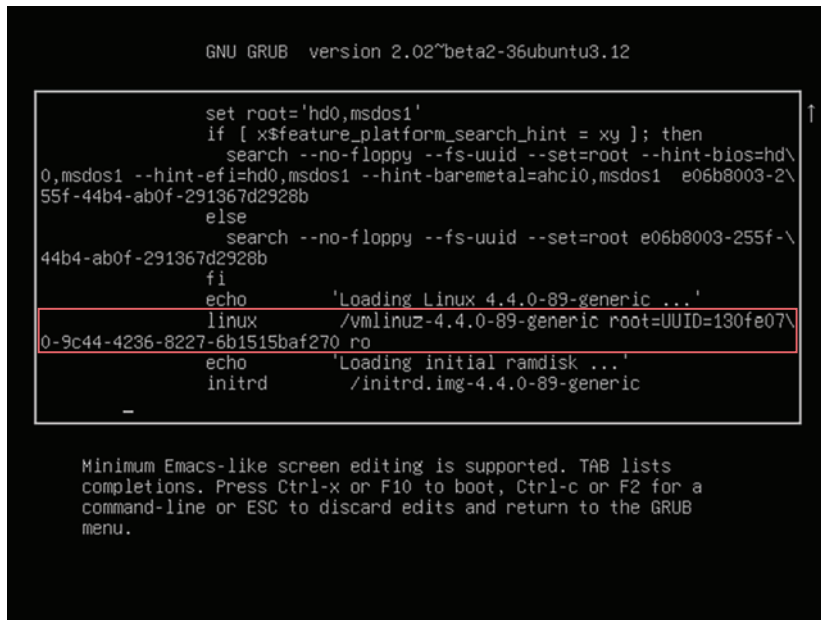 GNU GRUB  version 2.02~beta2-36ubuntu3.12
↑
set root='hd0,msdos1'
if [ x$feature_platform_search_hint = xy ]; then
search --no-floppy --fs-uuid --set=root --hint-bios=hd\
0,msdos1 --hint-efi=hd0,msdos1 --hint-baremetal=ahci0,msdos1  e06b8003-2\
55f-44b4-ab0f-291367d2928b
else
search --no-floppy --fs-uuid --set=root e06b8003-255f-\
44b4-ab0f-291367d2928b
fi
echo 'Loading Linux 4.4.0-89-generic ...'
linux /vmlinuz-4.4.0-89-generic root=UUID=130fe07\
0-9c44-4236-8227-6b1515baf270 ro
echo 'Loading initial ramdisk ...'
initrd /initrd.img-4.4.0-89-generic
Minimum Emacs-like screen editing is supported. TAB lists
completions. Press Ctrl-x or F10 to boot, Ctrl-c or F2 for a
command-line or ESC to discard edits and return to the GRUB
menu.